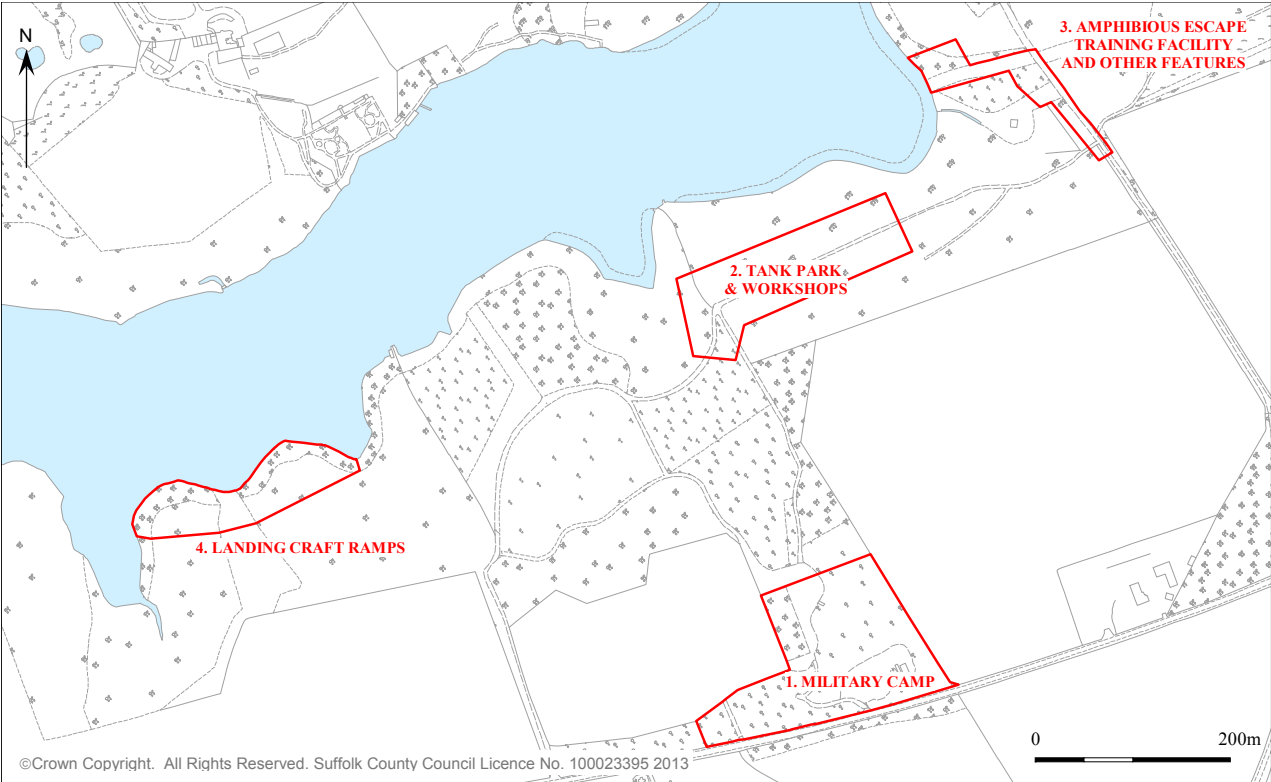 N
3. AMPHIBIOUS ESCAPE
TRAINING FACILITY
AND OTHER FEATURES
2. TANK PARK
& WORKSHOPS
4. LANDING CRAFT RAMPS
1. MILITARY CAMP
0 200m
©Crown Copyright. All Rights Reserved. Suffolk County Council Licence No. 100023395 2013